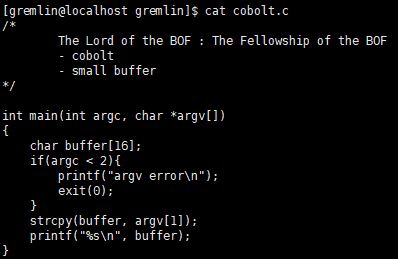 [gremlin@localhost gremlin]$ cat cobolt.c
/*
        The Lord of the BOF : The Fellowship of the BOF
        - cobolt
        - small buffer
*/

int main(int argc, char *argv[])
{
    char buffer[16];
    if(argc < 2){
        printf("argv error\n");
        exit(0);
    }
    strcpy(buffer, argv[1]);
    printf("%s\n", buffer);
}